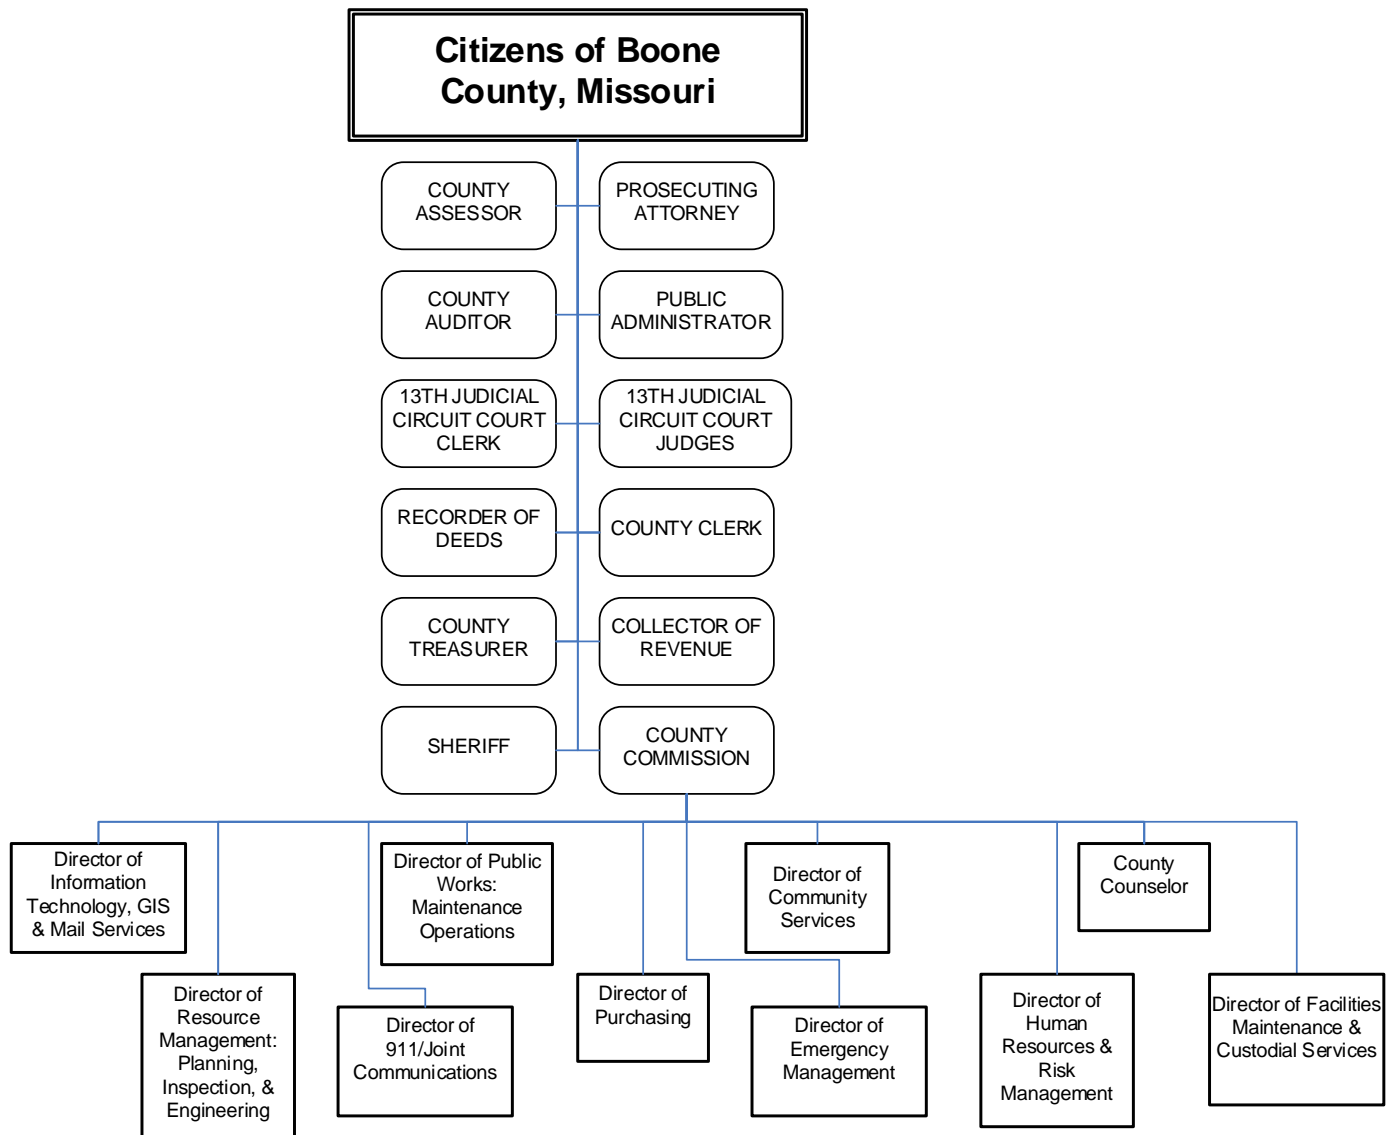 Citizens of Boone
County, Missouri
COUNTY
ASSESSOR
PROSECUTING
ATTORNEY
COUNTY
AUDITOR
PUBLIC
ADMINISTRATOR
13TH JUDICIAL
CIRCUIT COURT
CLERK
13TH JUDICIAL
CIRCUIT COURT
JUDGES
RECORDER OF
DEEDS
COUNTY CLERK
COUNTY
TREASURER
COLLECTOR OF
REVENUE
SHERIFF
COUNTY
COMMISSION
Director of
Information
Technology, GIS
& Mail Services
Director of Public
Works:
Maintenance
Operations
Director of
Community
Services
County
Counselor
Director of
Resource
Management:
Planning,
Inspection, &
Engineering
Director of
911/Joint
Communications
Director of
Purchasing
Director of
Emergency
Management
Director of
Human
Resources &
Risk
Management
Director of Facilities
Maintenance &
Custodial Services